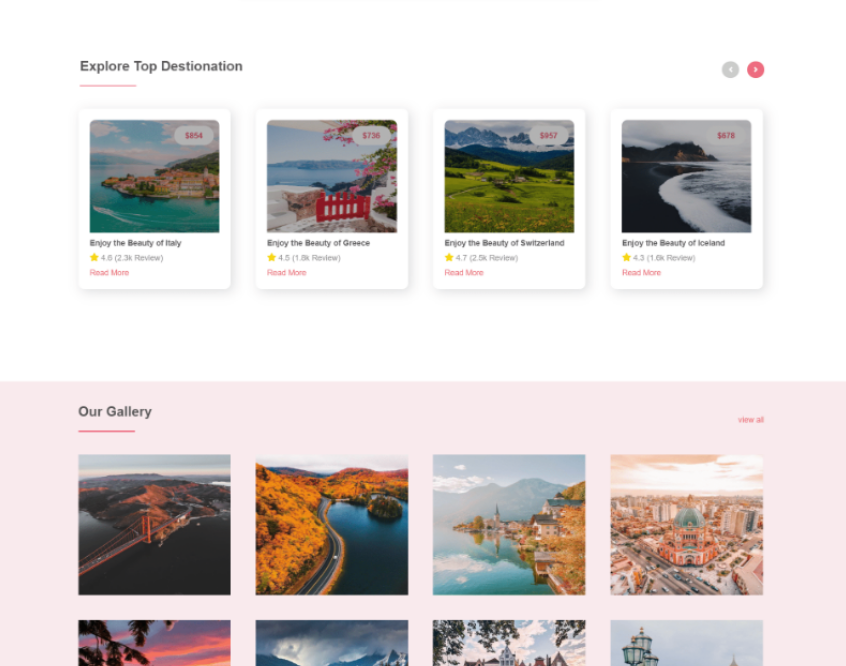 Explore Top Destionation
$854
$736
$957
$678
Enjoy the Beauty of Italy
Enjoy the Beauty of Greece
Enjoy the Beauty of Switzerland
Enjoy the Beauty of Iceland
4.6 (2.3k Review)
4.5 (1.8k Review)
4.7 (2.5k Review)
4.3 (1.6k Review)
Read More
Read More
Read More
Read More
Our Gallery
view all